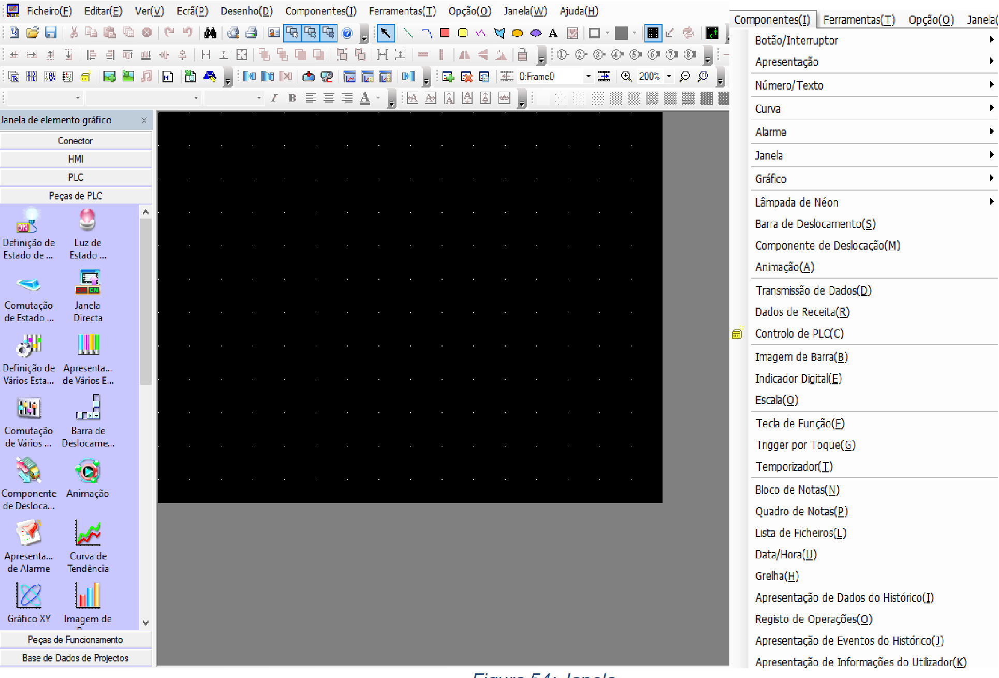 Ficheiro(F) Editar(E) Ver(V) Ecrã(P) Desenho(D) Componentes(I) Ferramentas(T) Opção(O) Janela(W) Ajuda(H)
0:Frame0 200%
Janela de elemento gráfico
Conector
HMI
PLC
Peças de PLC
Definição de Luz de
Estado de ... Estado ...
Comutação Janela
de Estado ... Directa
Definição de Apresenta...
Vários Esta... de Vários E...
Comutação Barra de
de Vários ... Deslocame...
Componente Animação
de Desloca...
Apresenta... Curva de
de Alarme Tendência
Gráfico XY Imagem de
Peças de Funcionamento
Base de Dados de Projectos
Componentes(I) Ferramentas(T) Opção(O) Janela(
Botão/Interruptor
Apresentação
Número/Texto
Curva
Alarme
Janela
Gráfico
Lâmpada de Néon
Barra de Deslocamento(S)
Componente de Deslocação(M)
Animação(A)
Transmissão de Dados(D)
Dados de Receita(R)
Controlo de PLC(C)
Imagem de Barra(B)
Indicador Digital(E)
Escala(Q)
Tecla de Função(F)
Trigger por Toque(G)
Temporizador(T)
Bloco de Notas(N)
Quadro de Notas(P)
Lista de Ficheiros(L)
Data/Hora(U)
Grelha(H)
Apresentação de Dados do Histórico(I)
Registo de Operações(O)
Apresentação de Eventos do Histórico(J)
Apresentação de Informações do Utilizador(K)
Figura 54: Janela